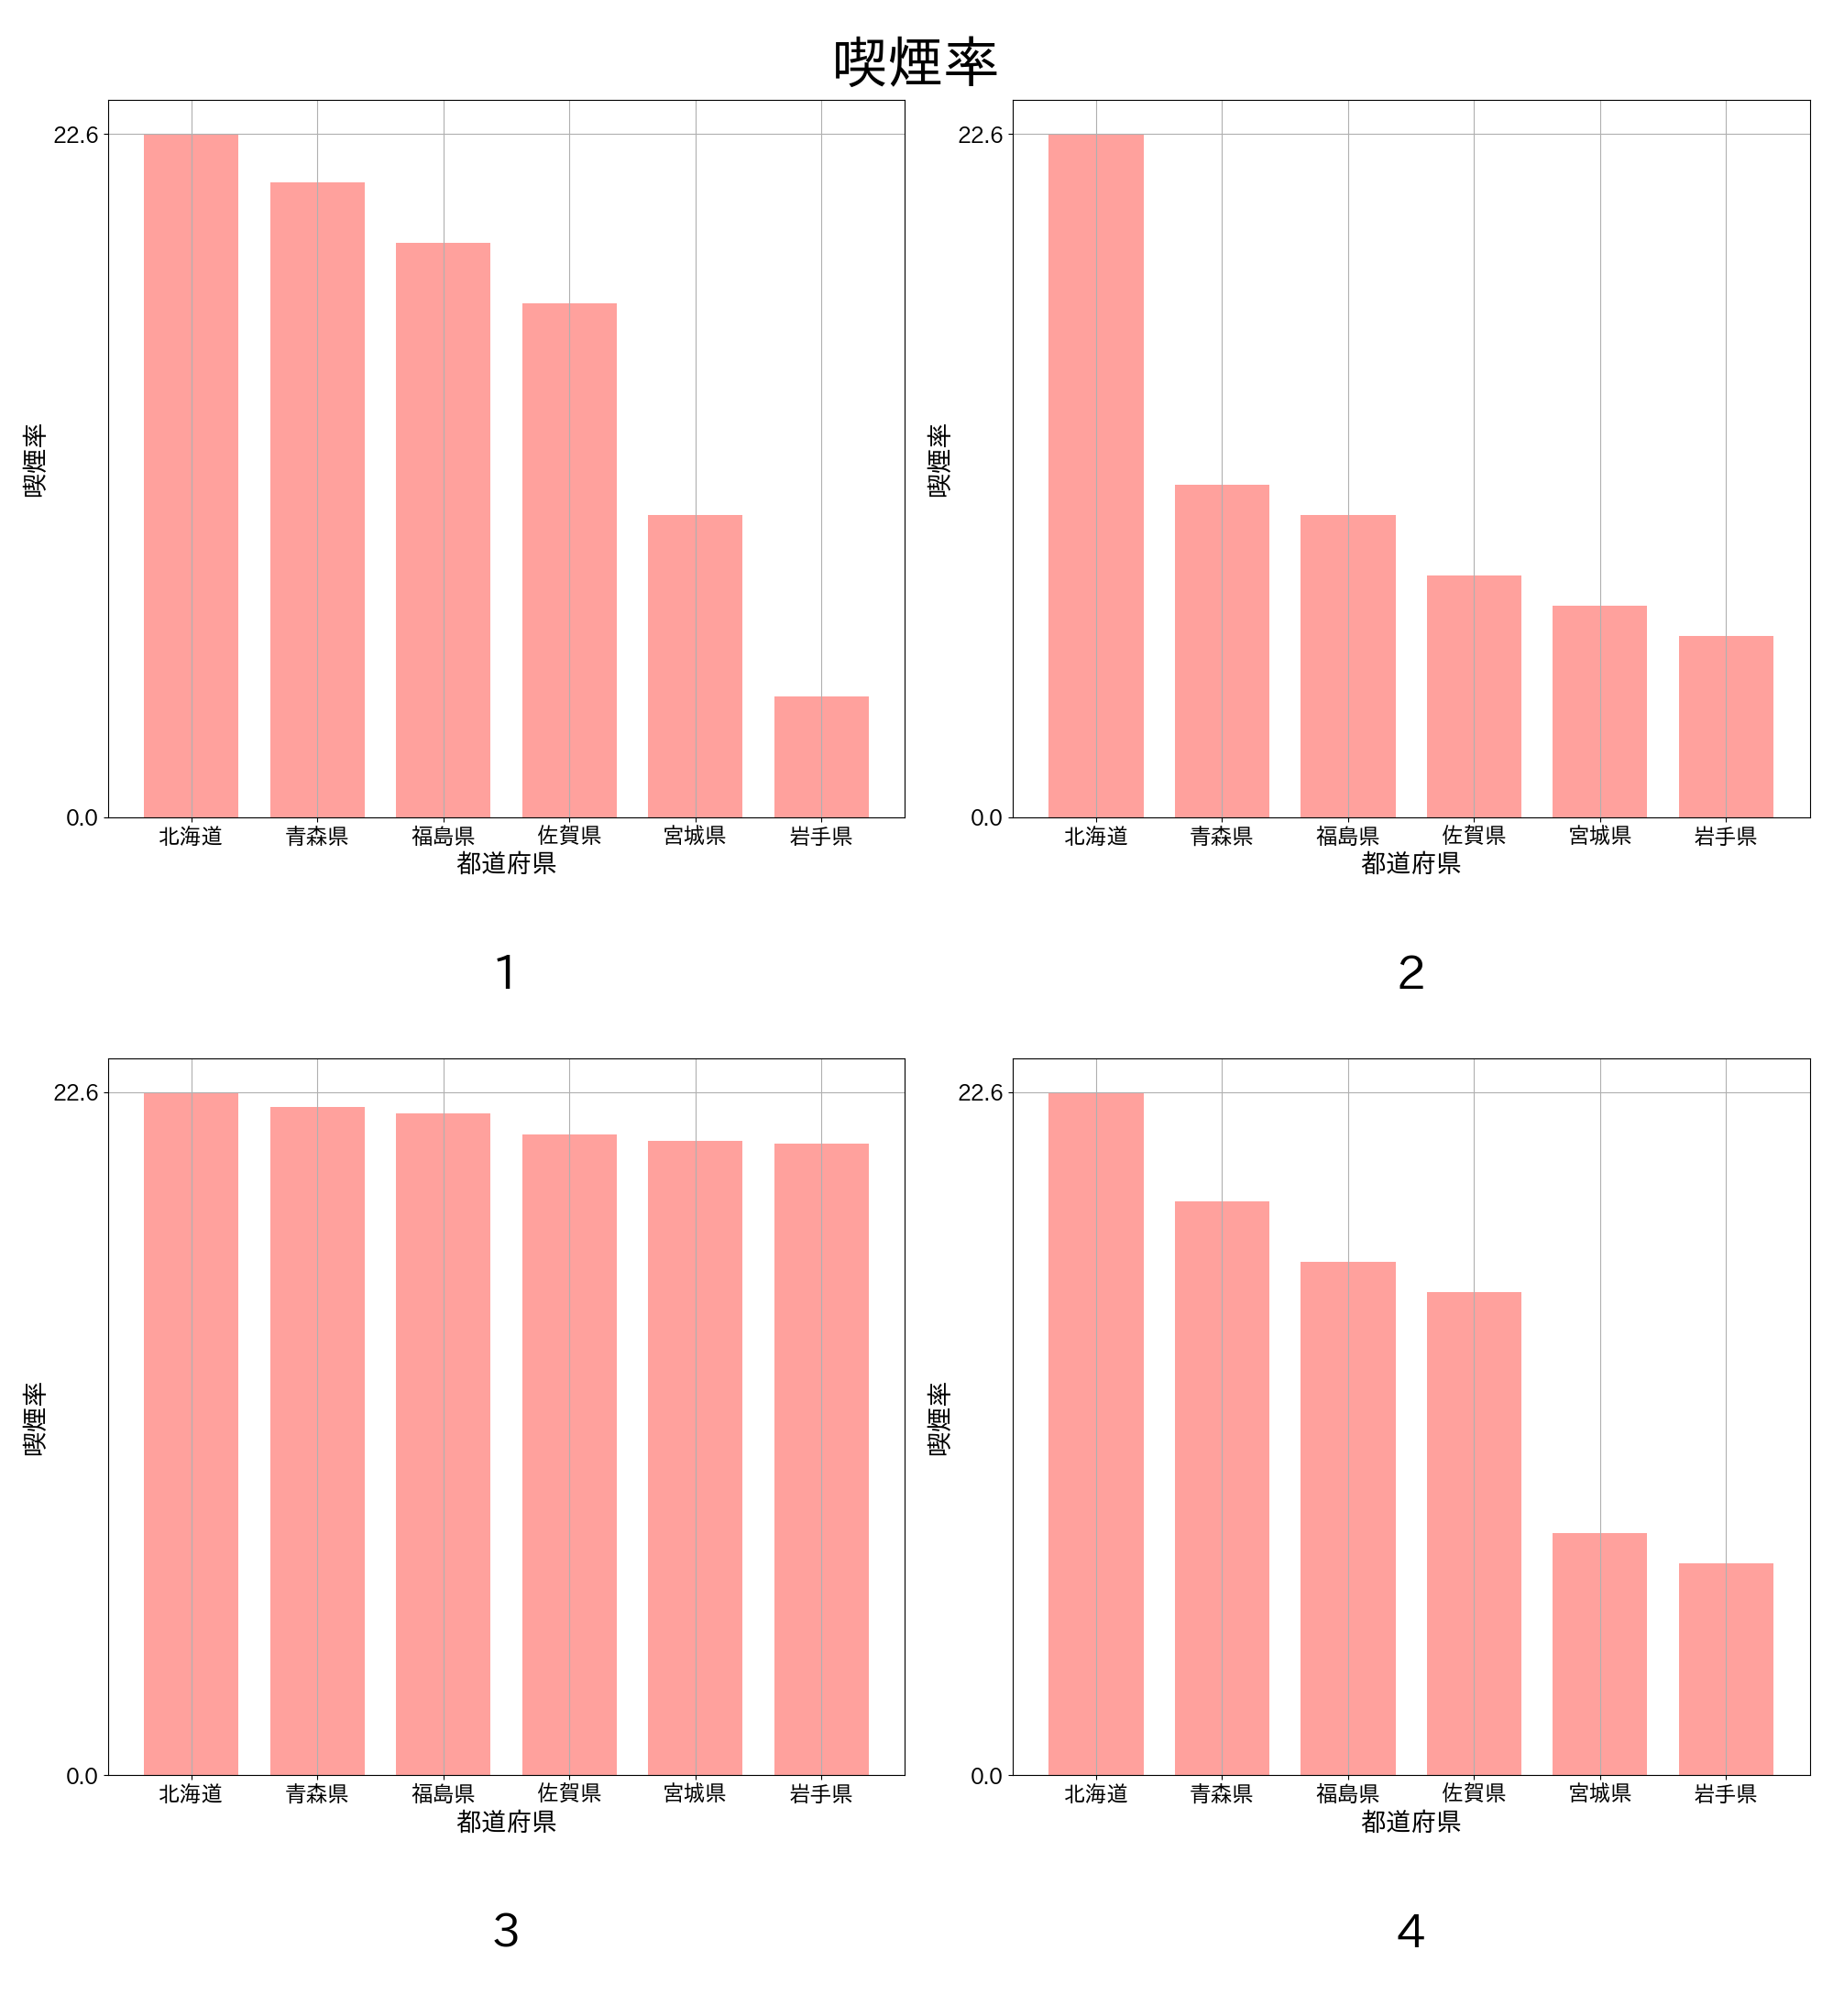 喫煙率
22.6
喫煙率
0.0
北海道 青森県 福島県 佐賀県 宮城県 岩手県
都道府県
1
22.6
喫煙率
0.0
北海道 青森県 福島県 佐賀県 宮城県 岩手県
都道府県
2
22.6
喫煙率
0.0
北海道 青森県 福島県 佐賀県 宮城県 岩手県
都道府県
3
22.6
喫煙率
0.0
北海道 青森県 福島県 佐賀県 宮城県 岩手県
都道府県
4